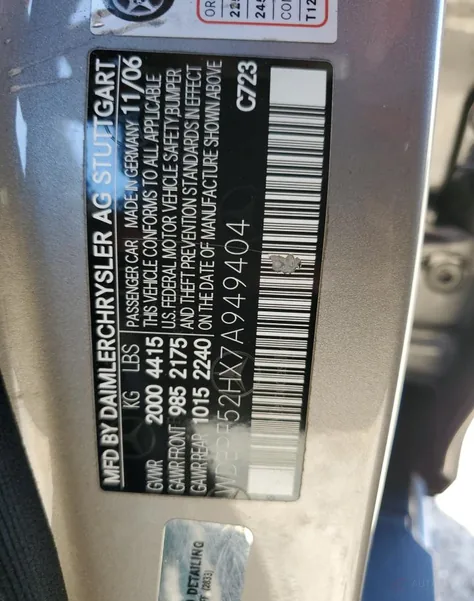 MFD BY DAIMLERCHRYSLER AG STUTTGART
KG LBS PASSENGER CAR MADE IN GERMANY 11/06
GVWR 2000 4415 THIS VEHICLE CONFORMS TO ALL APPLICABLE
GAWR FRONT 985 2175 U.S. FEDERAL MOTOR VEHICLE SAFETY, BUMPER
GAWR REAR 1015 2240 AND THEFT PREVENTION STANDARDS IN EFFECT
ON THE DATE OF MANUFACTURE SHOWN ABOVE
C723
DETAILING